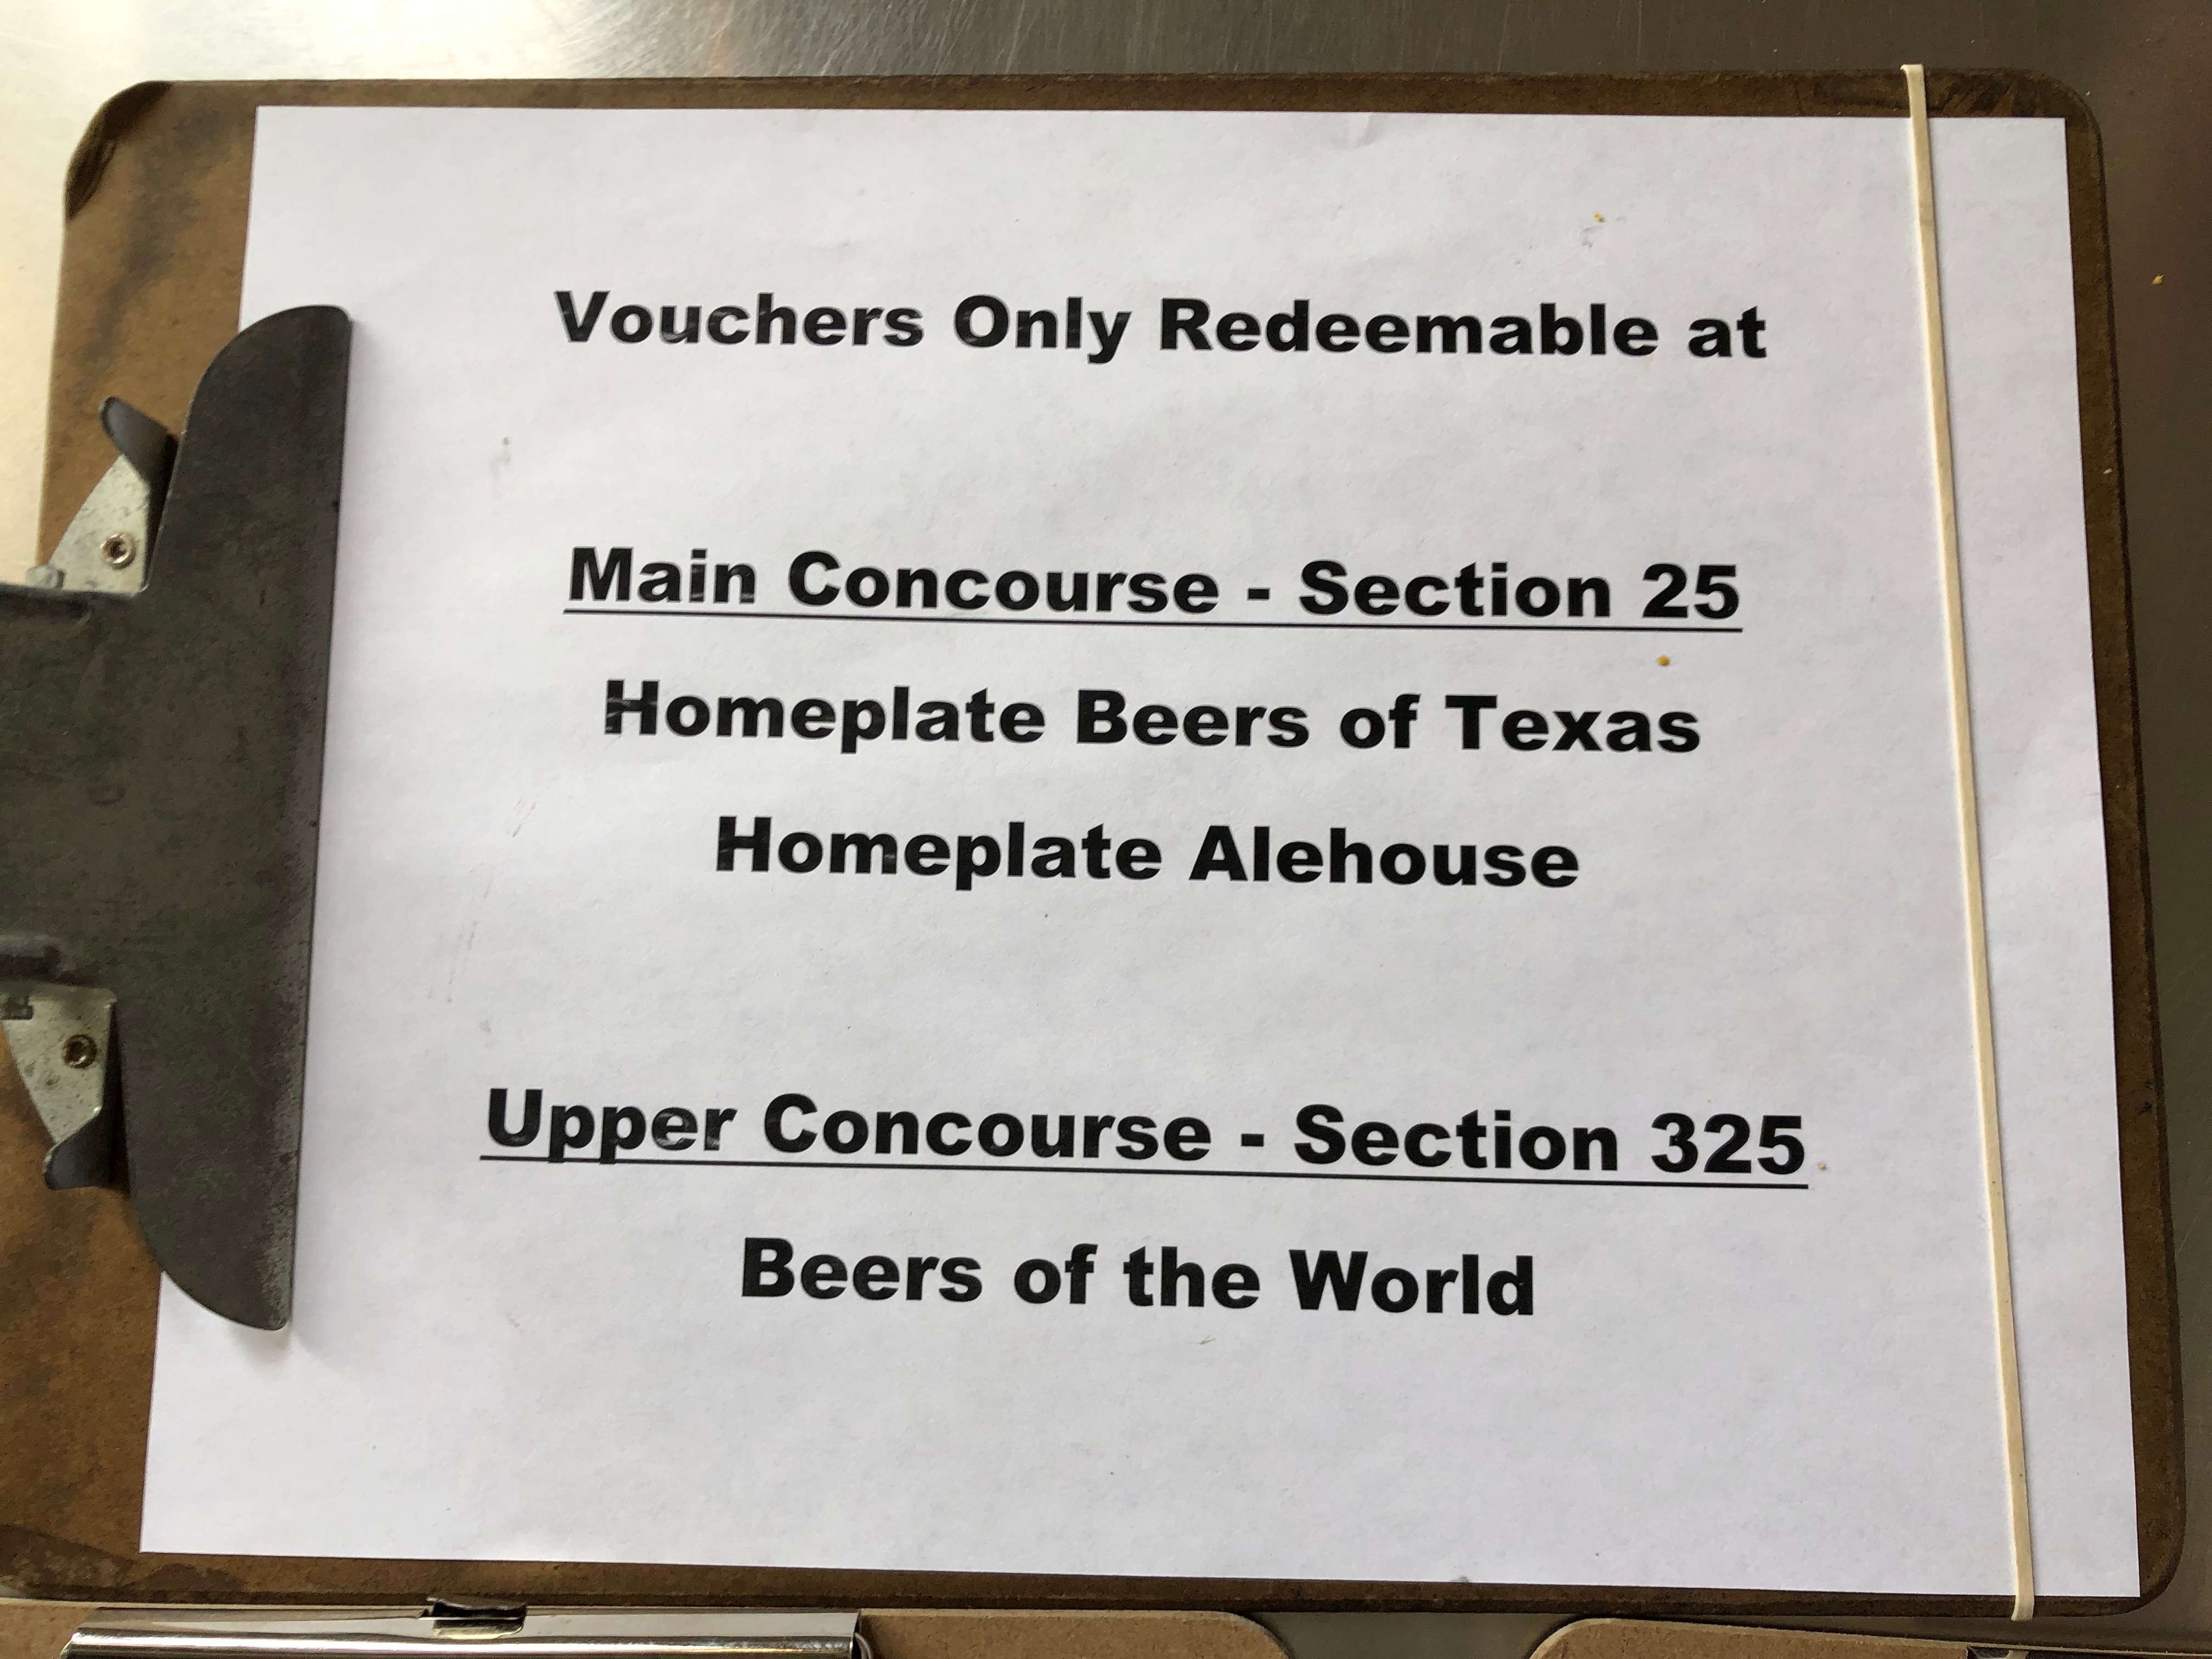 Vouchers Only Redeemable at
Main Concourse - Section 25
Homeplate Beers of Texas
Homeplate Alehouse
Upper Concourse - Section 325
Beers of the World